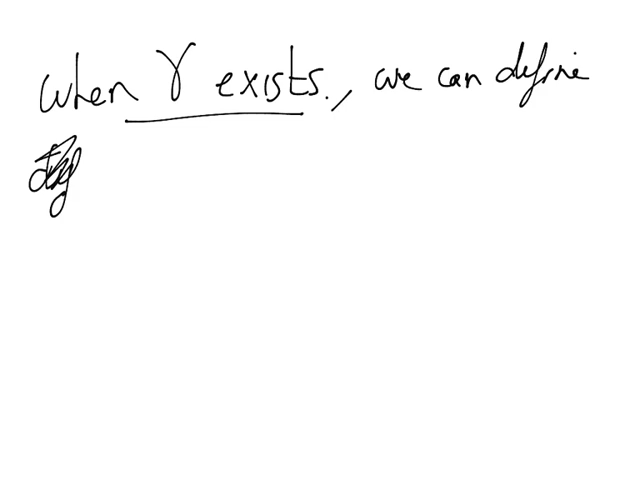 when γ exists., we can define